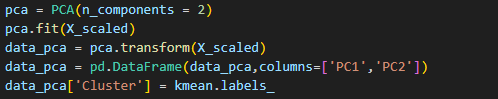 pca = PCA(n_components = 2)
pca.fit(X_scaled)
data_pca = pca.transform(X_scaled)
data_pca = pd.DataFrame(data_pca,columns=['PC1','PC2'])
data_pca['Cluster'] = kmean.labels_